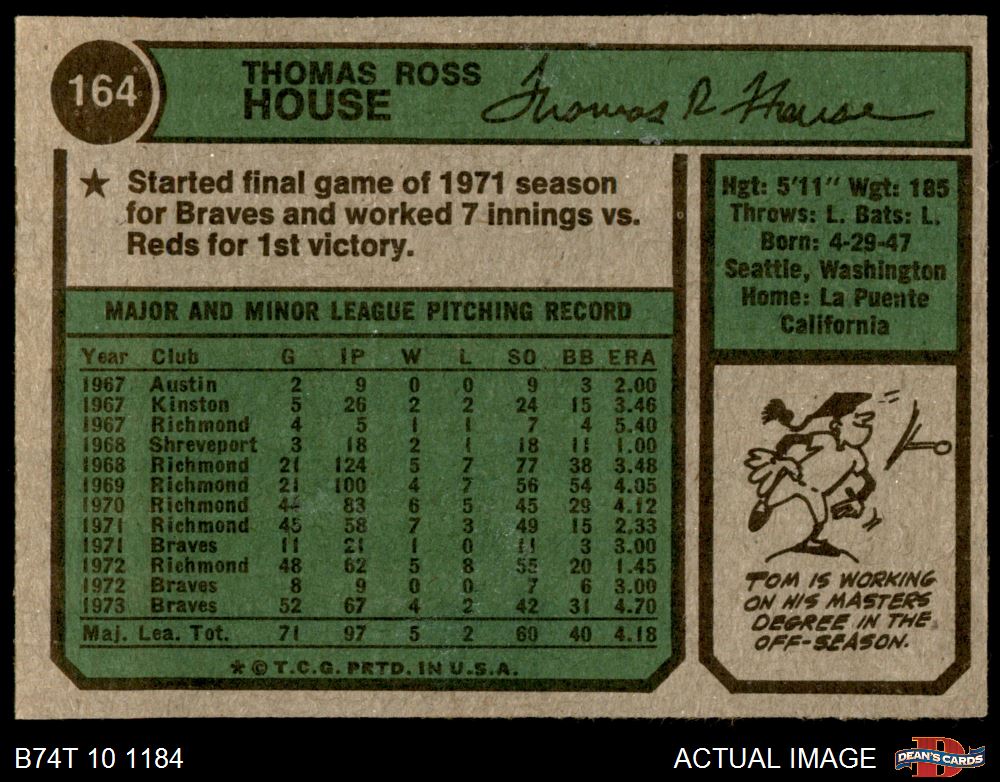 164
THOMAS ROSS
HOUSE
Thomas R House
★ Started final game of 1971 season
for Braves and worked 7 innings vs.
Reds for 1st victory.
Hgt: 5'11" Wgt: 185
Throws: L. Bats: L.
Born: 4-29-47
Seattle, Washington
Home: La Puente
California
MAJOR AND MINOR LEAGUE PITCHING RECORD
Year Club G IP W L SO BB ERA
1967 Austin 2 9 0 0 9 3 2.00
1967 Kinston 5 26 2 2 24 15 3.46
1967 Richmond 4 5 1 1 7 4 5.40
1968 Shreveport 3 18 2 1 18 11 1.00
1968 Richmond 21 124 5 7 77 38 3.48
1969 Richmond 21 100 4 7 56 54 4.05
1970 Richmond 44 83 6 5 45 29 4.12
1971 Richmond 45 58 7 3 49 15 2.33
1971 Braves 11 21 1 0 11 3 3.00
1972 Richmond 48 62 5 8 55 20 1.45
1972 Braves 8 9 0 0 7 6 3.00
1973 Braves 52 67 4 2 42 31 4.70
Maj. Lea. Tot. 71 97 5 2 60 40 4.18
★ © T.C.G. PRTD. IN U.S.A.
TOM IS WORKING
ON HIS MASTERS
DEGREE IN THE
OFF-SEASON.
B74T 10 1184
ACTUAL IMAGE
D
DEAN'S CARDS